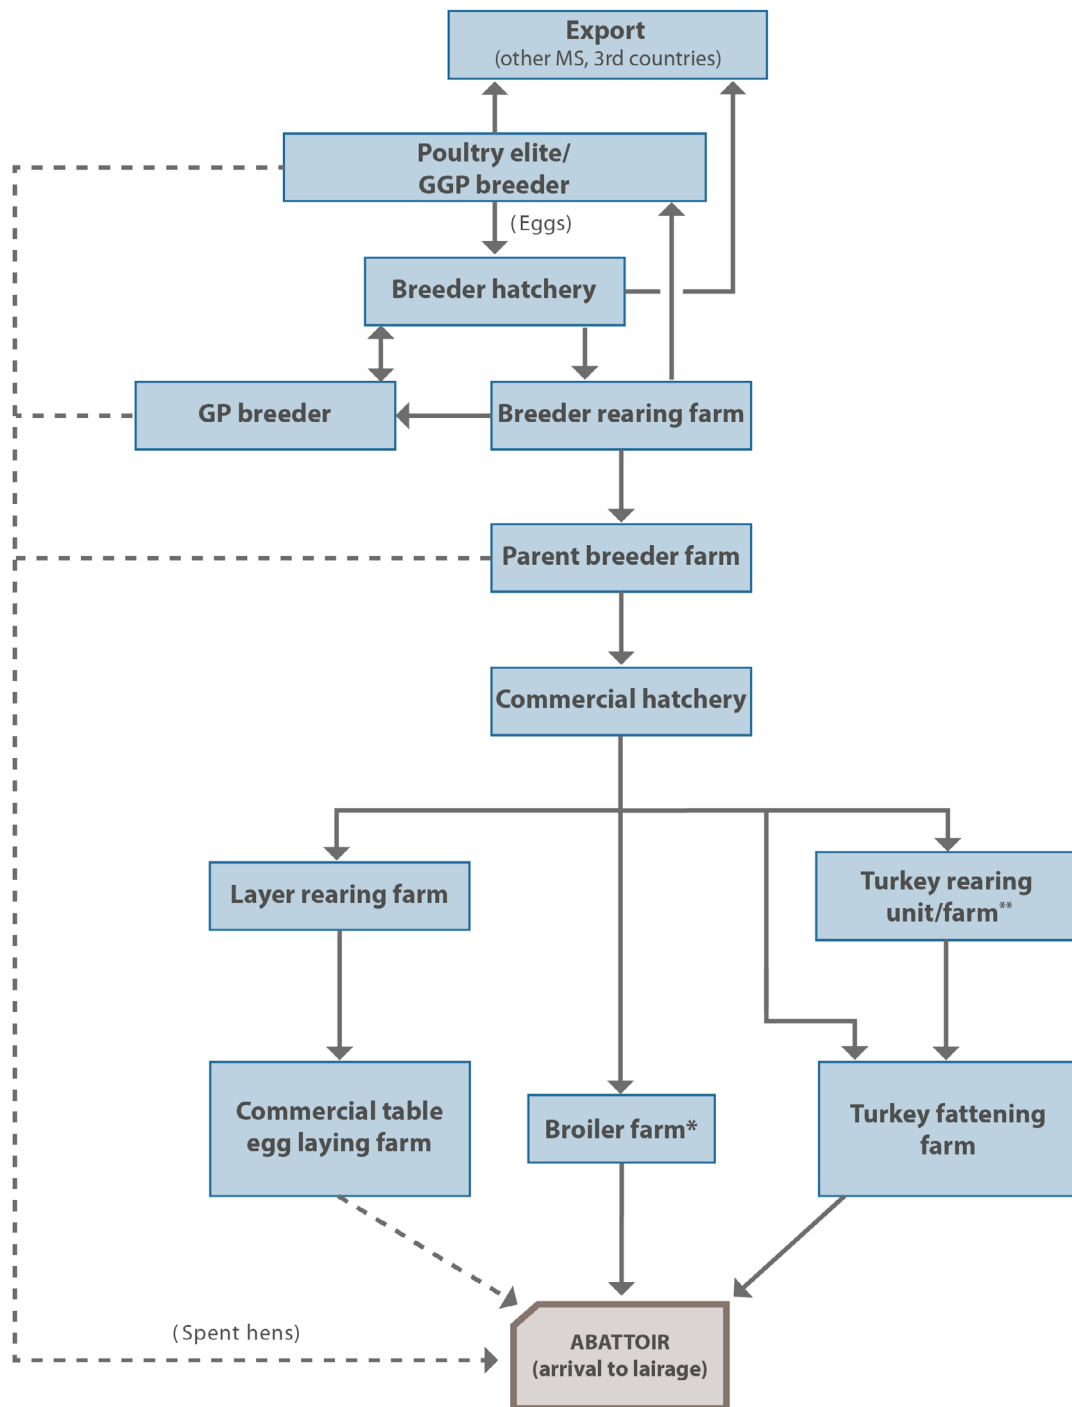 Export
(other MS, 3rd countries)
Poultry elite/
GGP breeder
(Eggs)
Breeder hatchery
GP breeder
Breeder rearing farm
Parent breeder farm
Commercial hatchery
Layer rearing farm
Turkey rearing
unit/farm**
Commercial table
egg laying farm
Broiler farm*
Turkey fattening
farm
(Spent hens)
ABATTOIR
(arrival to lairage)